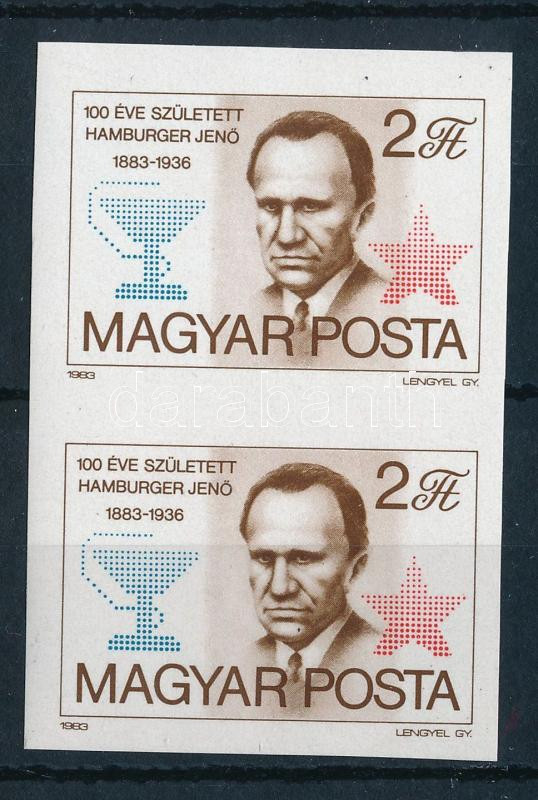 100 ÉVE SZÜLETETT
HAMBURGER JENŐ
1883-1936
2 Ft
MAGYAR POSTA
1983
LENGYEL GY.
darabanth
100 ÉVE SZÜLETETT
HAMBURGER JENŐ
1883-1936
2 Ft
MAGYAR POSTA
1983
LENGYEL GY.